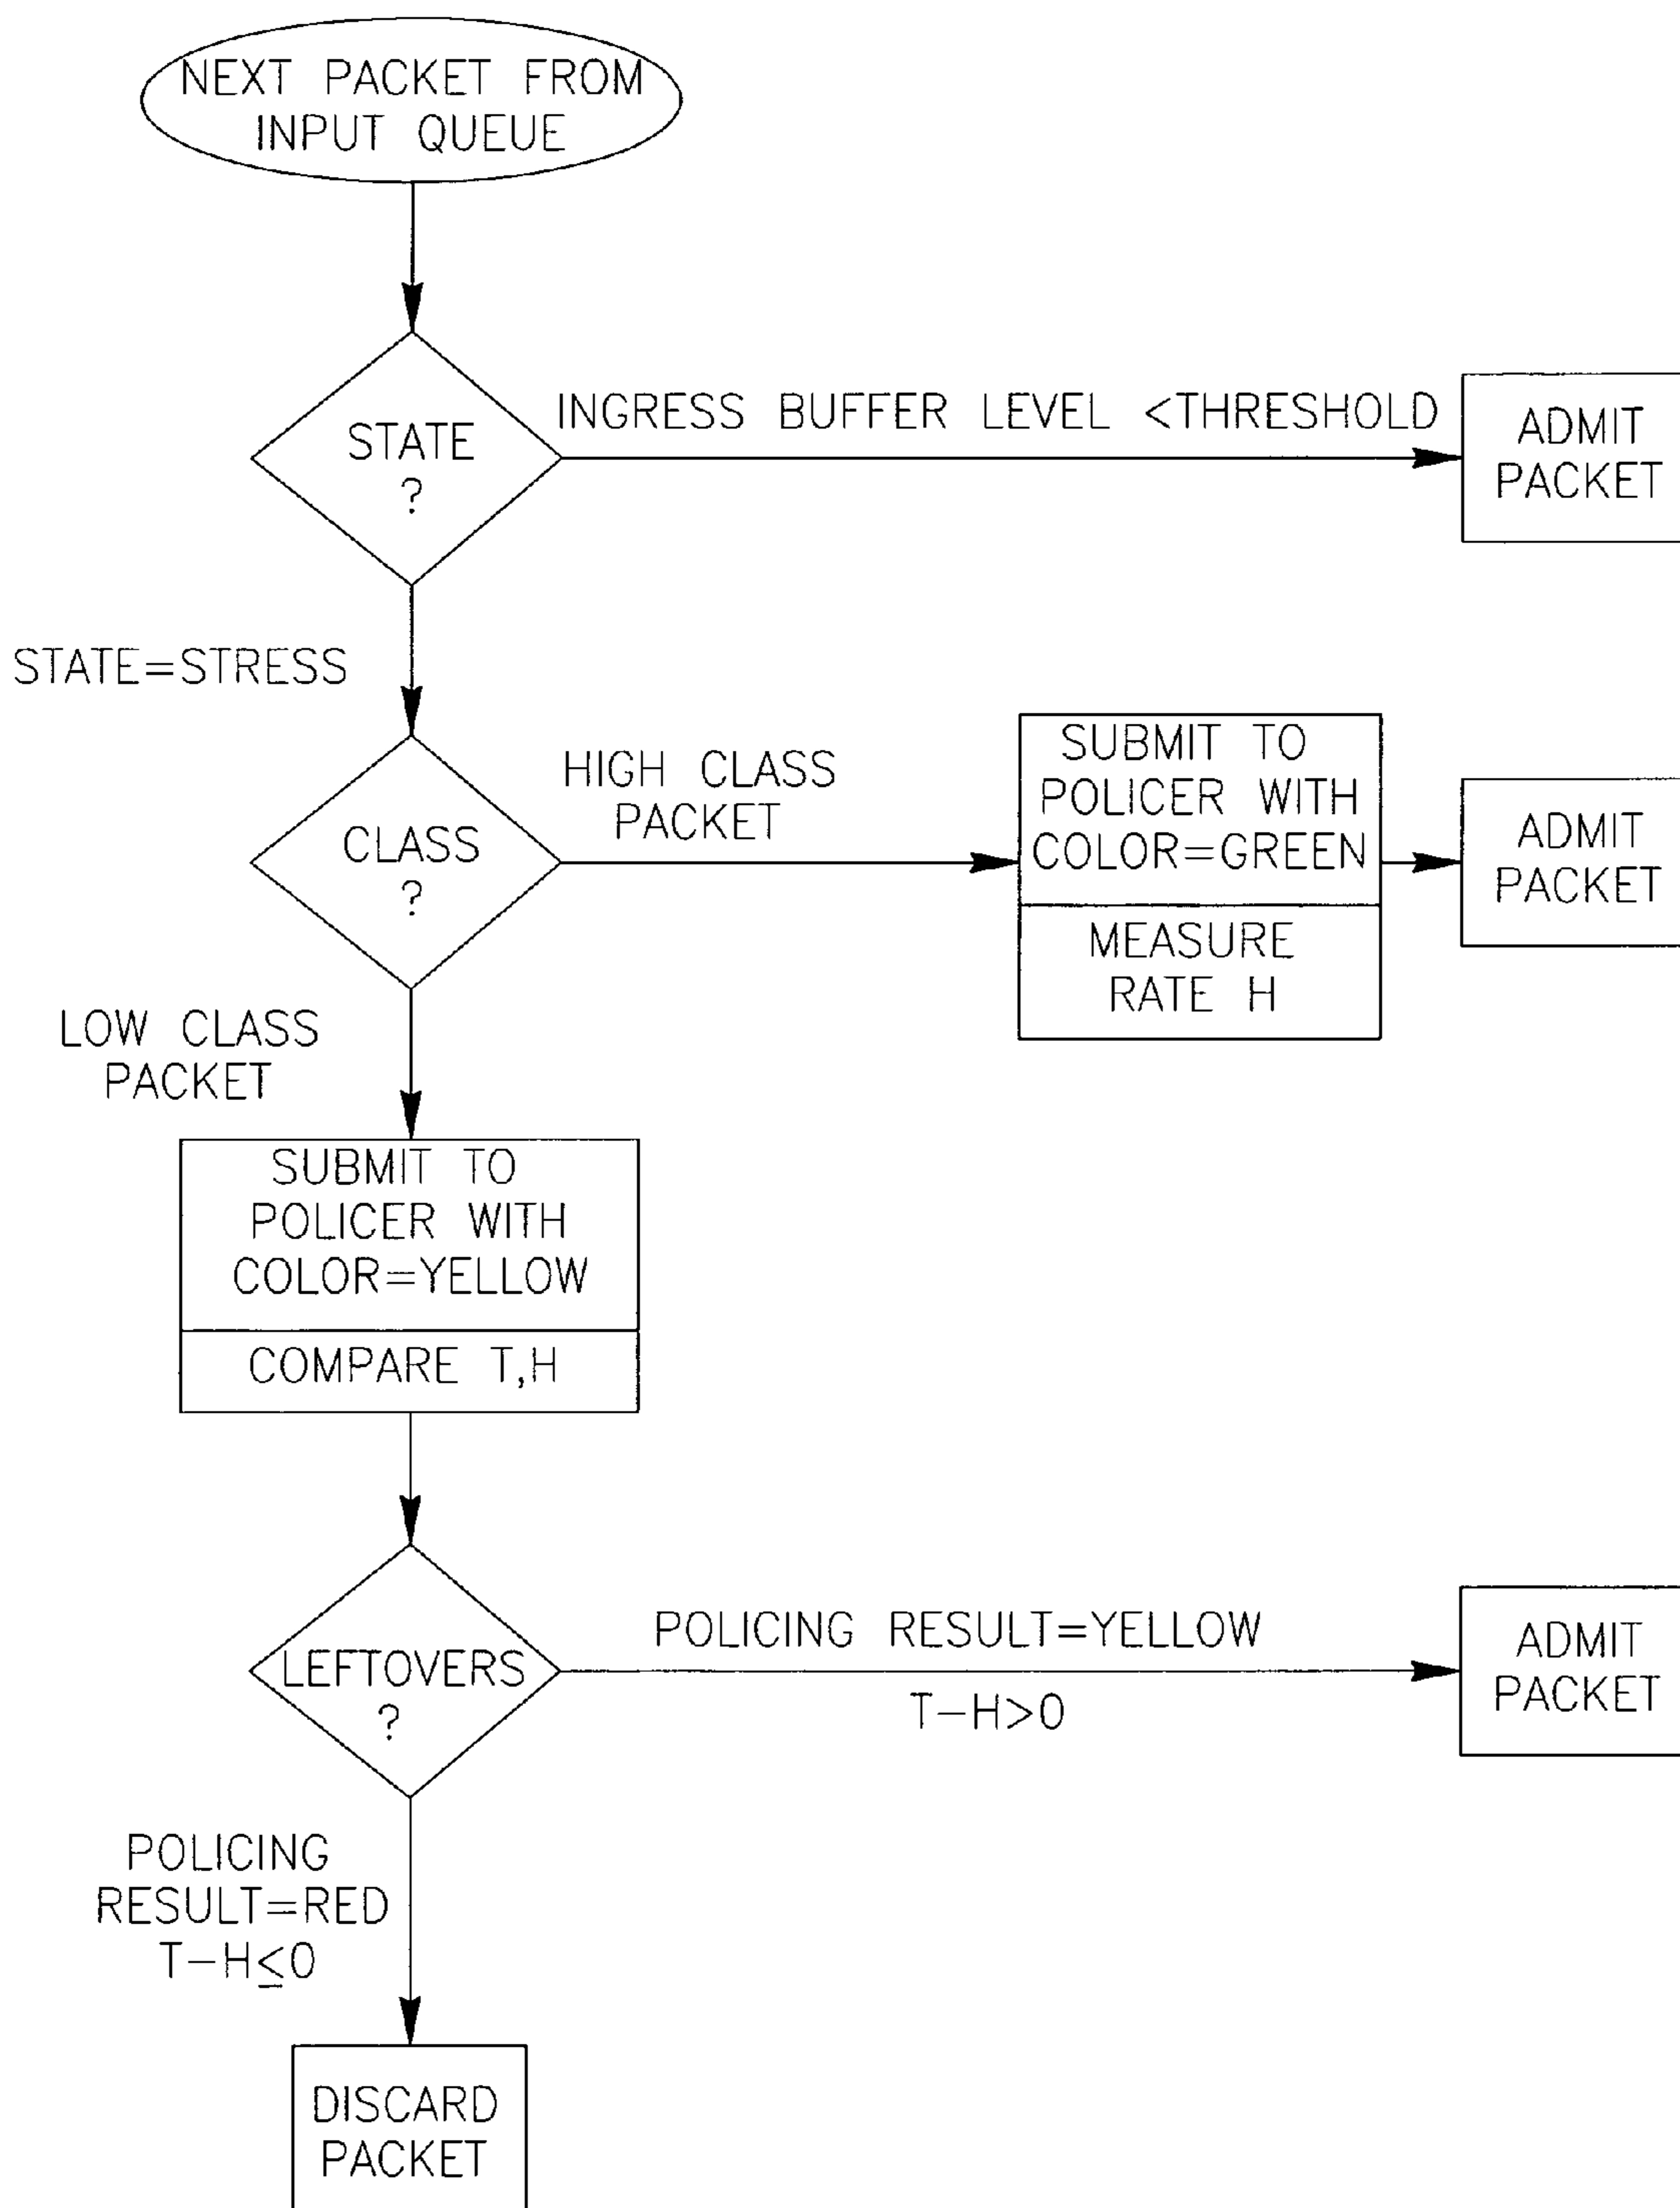 NEXT PACKET FROM
INPUT QUEUE
STATE
?
INGRESS BUFFER LEVEL <THRESHOLD
ADMIT
PACKET
STATE=STRESS
CLASS
?
HIGH CLASS
PACKET
SUBMIT TO
POLICER WITH
COLOR=GREEN
MEASURE
RATE H
ADMIT
PACKET
LOW CLASS
PACKET
SUBMIT TO
POLICER WITH
COLOR=YELLOW
COMPARE T,H
LEFTOVERS
?
POLICING RESULT=YELLOW
T-H>0
ADMIT
PACKET
POLICING
RESULT=RED
T-H≤0
DISCARD
PACKET